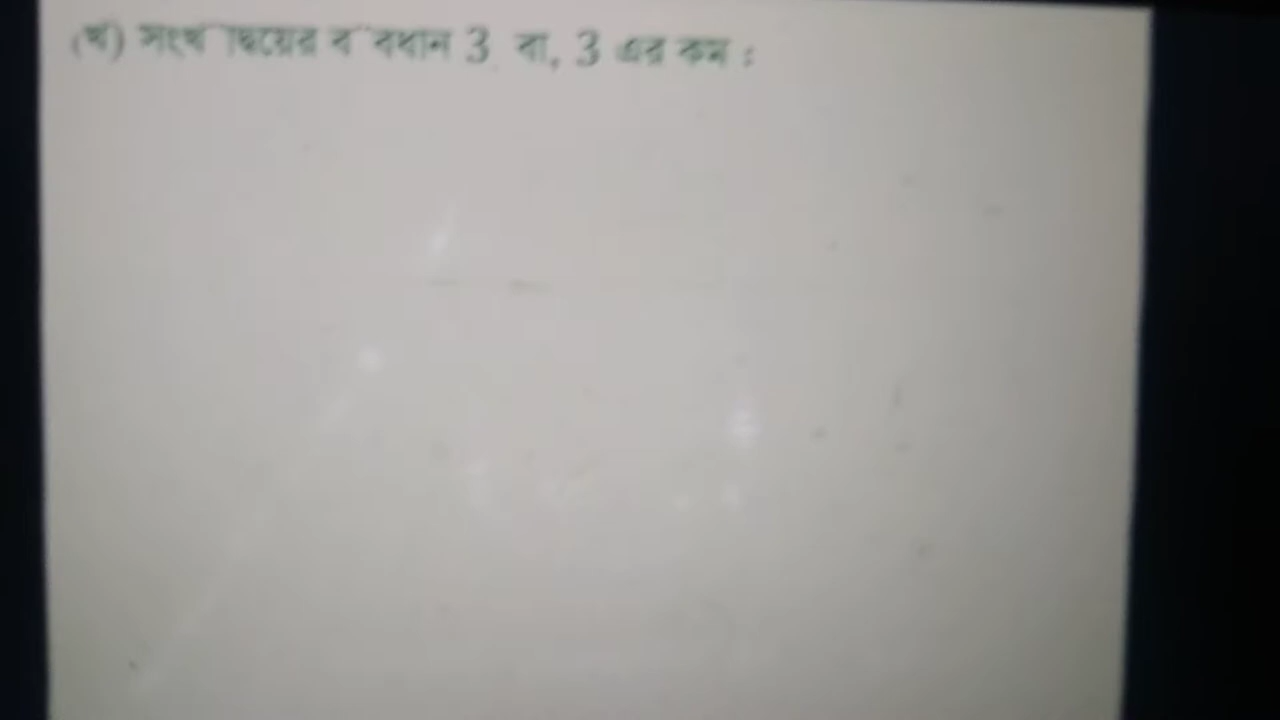 (খ) সংখ্যাদ্বয়ের ব্যবধান 3 বা, 3 এর কম :